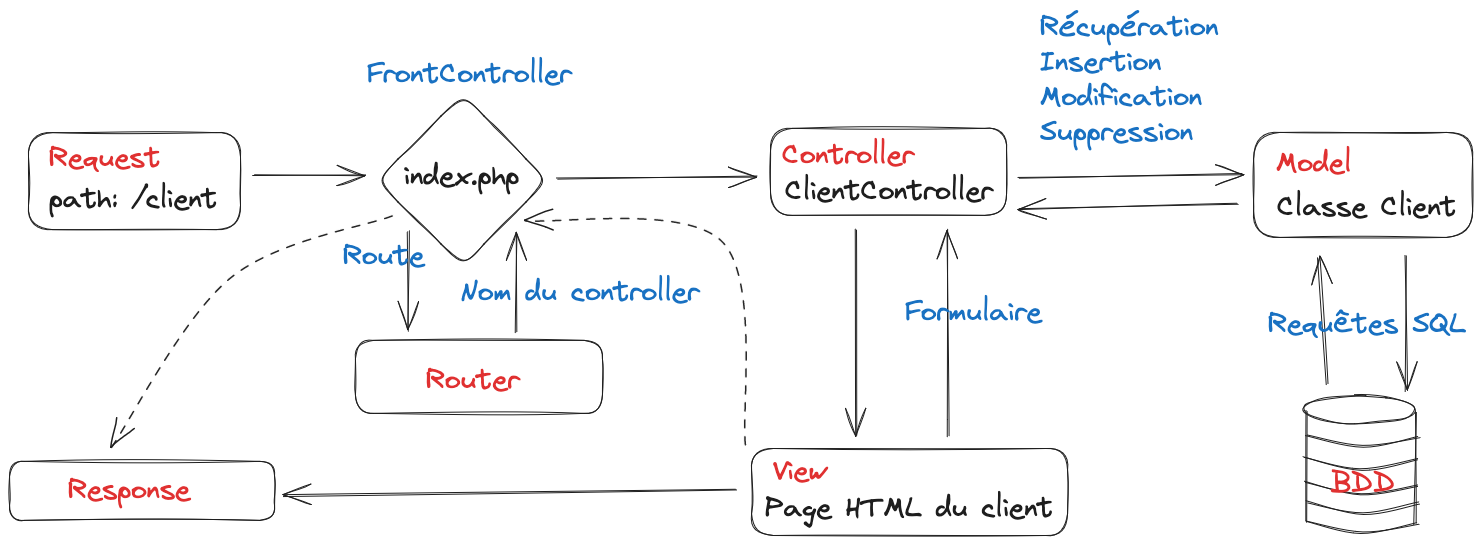 Récupération
Insertion
Modification
Suppression
FrontController
Request
path: /client
index.php
Controller
ClientController
Model
Classe Client
Route
Nom du controller
Formulaire
Requêtes SQL
Router
View
Page HTML du client
Response
BDD